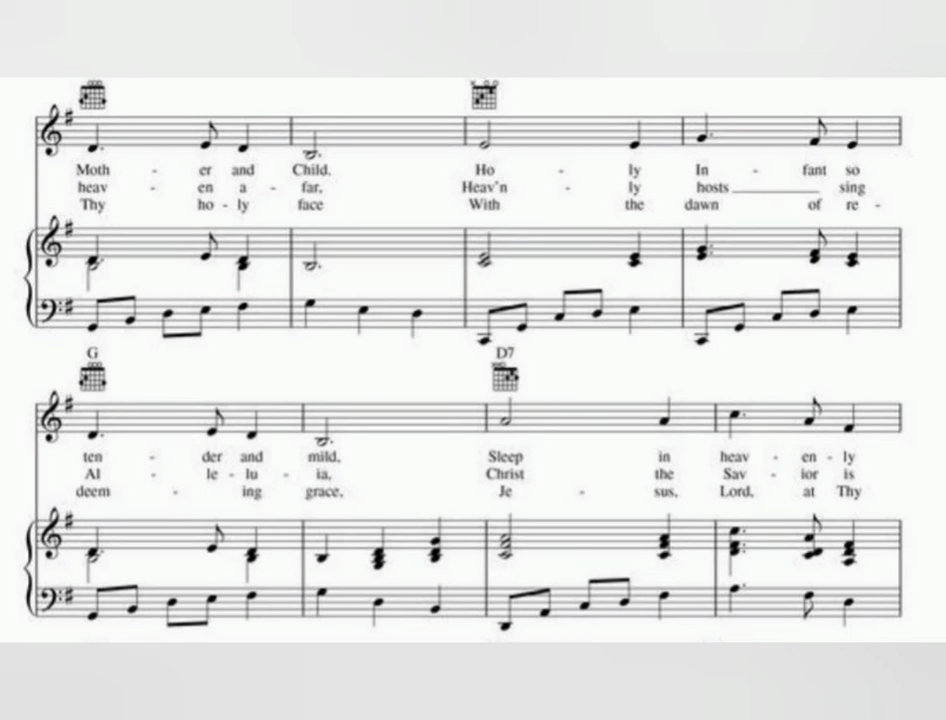 Moth - er and Child. Ho - ly In - fant so
heav - en a - far, Heav'n - ly hosts sing
Thy ho - ly face With the dawn of re -
G D7
ten - der and mild, Sleep in heav - en - ly
Al - le - lu - ia, Christ the Sav - ior is
deem - ing grace, Je - sus, Lord, at Thy